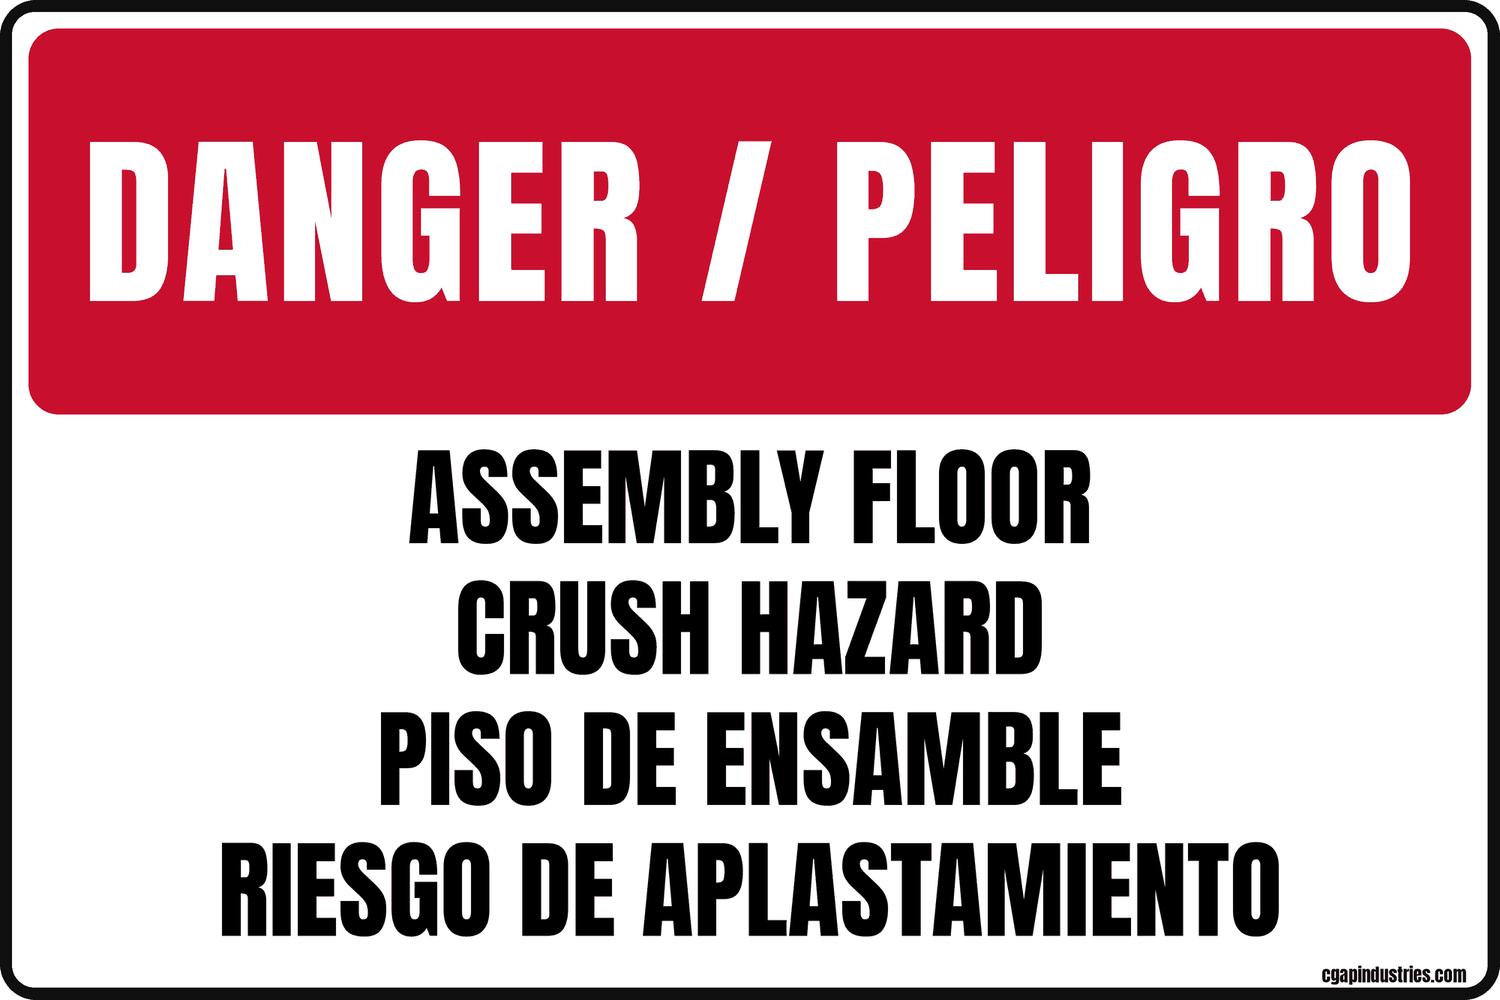 DANGER / PELIGRO
ASSEMBLY FLOOR
CRUSH HAZARD
PISO DE ENSAMBLE
RIESGO DE APLASTAMIENTO
cgapindustries.com